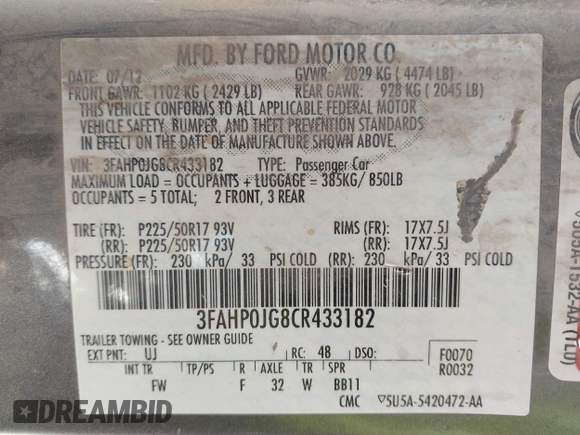 MFD. BY FORD MOTOR CO.
DATE: 07/12 GVWR: 2029 KG ( 4474 LB)
FRONT GAWR: 1102 KG ( 2429 LB) REAR GAWR: 928 KG ( 2045 LB)
THIS VEHICLE CONFORMS TO ALL APPLICABLE FEDERAL MOTOR
VEHICLE SAFETY, BUMPER, AND THEFT PREVENTION STANDARDS
IN EFFECT ON THE DATE OF MANUFACTURE SHOWN ABOVE.
VIN: 3FAHP0JG8CR433182 TYPE: Passenger Car
MAXIMUM LOAD = OCCUPANTS + LUGGAGE = 385KG/ 850LB
OCCUPANTS = 5 TOTAL; 2 FRONT, 3 REAR
TIRE (FR): P225/50R17 93V RIMS (FR): 17X7.5J
(RR): P225/50R17 93V (RR): 17X7.5J
PRESSURE (FR): 230 kPa/ 33 PSI COLD (RR): 230 kPa/ 33 PSI COLD
3FAHP0JG8CR433182
TRAILER TOWING - SEE OWNER GUIDE
EXT PNT: UJ RC: 48 DSO: F0070
INT TR TP/PS R AXLE TR SPR R0032
FW F 32 W BB11
CMC 5U5A-5420472-AA
5U5A-1532-AA (TLU)
DREAMBID